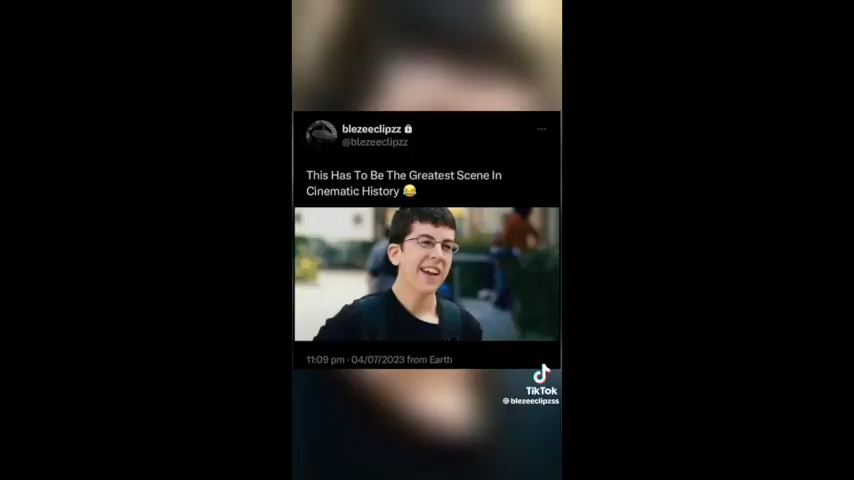 blezeeclipzz 🔒
@blezeeclipzz
This Has To Be The Greatest Scene In
Cinematic History 😂
11:09 pm · 04/07/2023 from Earth
TikTok
@blezeeclipzss